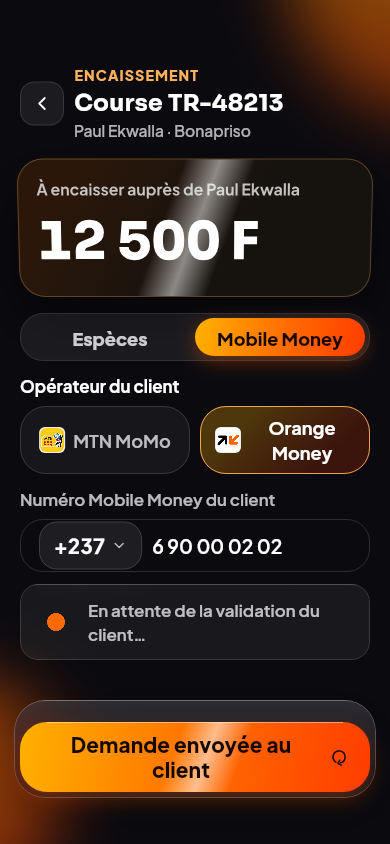 ENCAISSEMENT
Course TR-48213
Paul Ekwalla · Bonapriso
À encaisser auprès de Paul Ekwalla
12 500 F
Espèces
Mobile Money
Opérateur du client
MTN MoMo
Orange
Money
Numéro Mobile Money du client
+237
6 90 00 02 02
En attente de la validation du
client…
Demande envoyée au
client